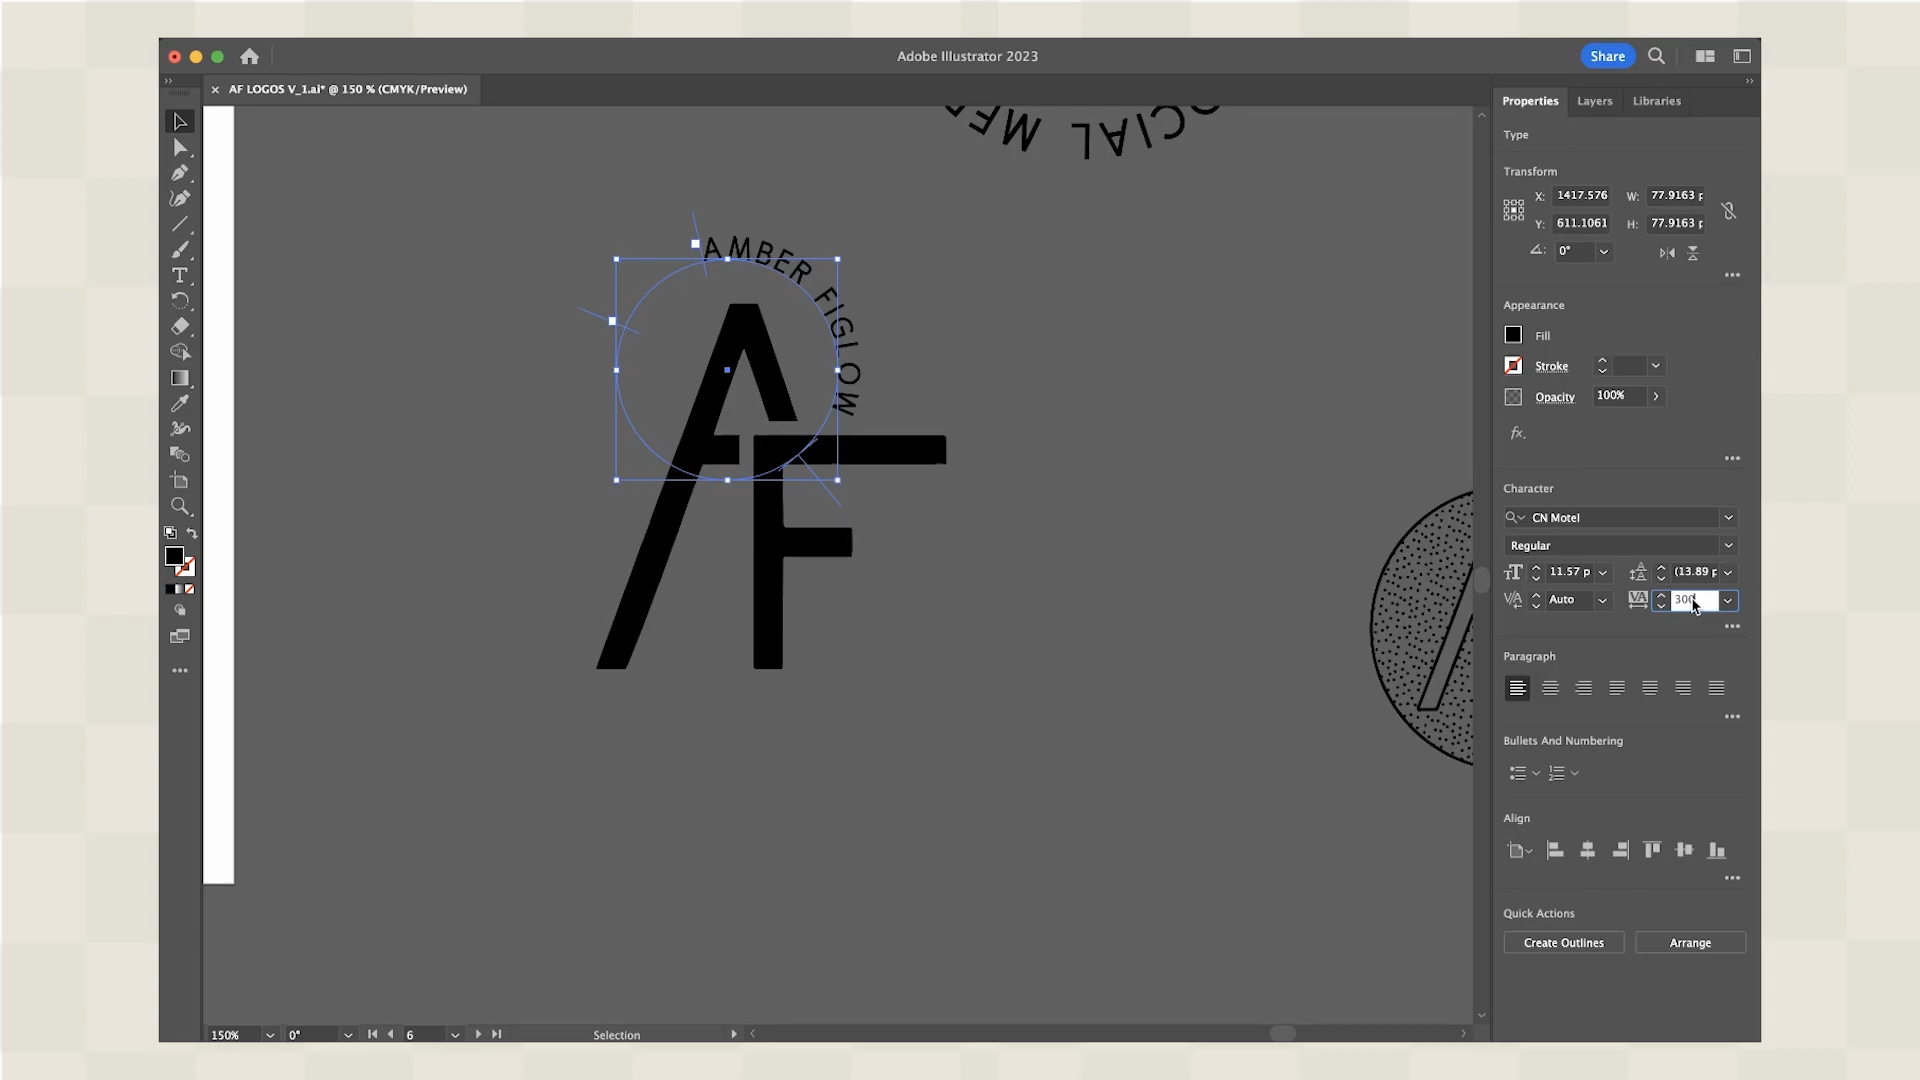 Adobe Illustrator 2023
Share
AF LOGOS V_1.ai* @ 150 % (CMYK/Preview)
Properties Layers Libraries
Type
Transform
X: 1417.576 W: 77.9163 p
Y: 611.1061 H: 77.9163 p
0°
Appearance
Fill
Stroke
Opacity 100%
fx.
Character
CN Motel
Regular
11.57 p (13.89 p
Auto 300
Paragraph
Bullets And Numbering
Align
Quick Actions
Create Outlines Arrange
OCIAL
AMBER FIGLOW
AF
150% 0° 6 Selection